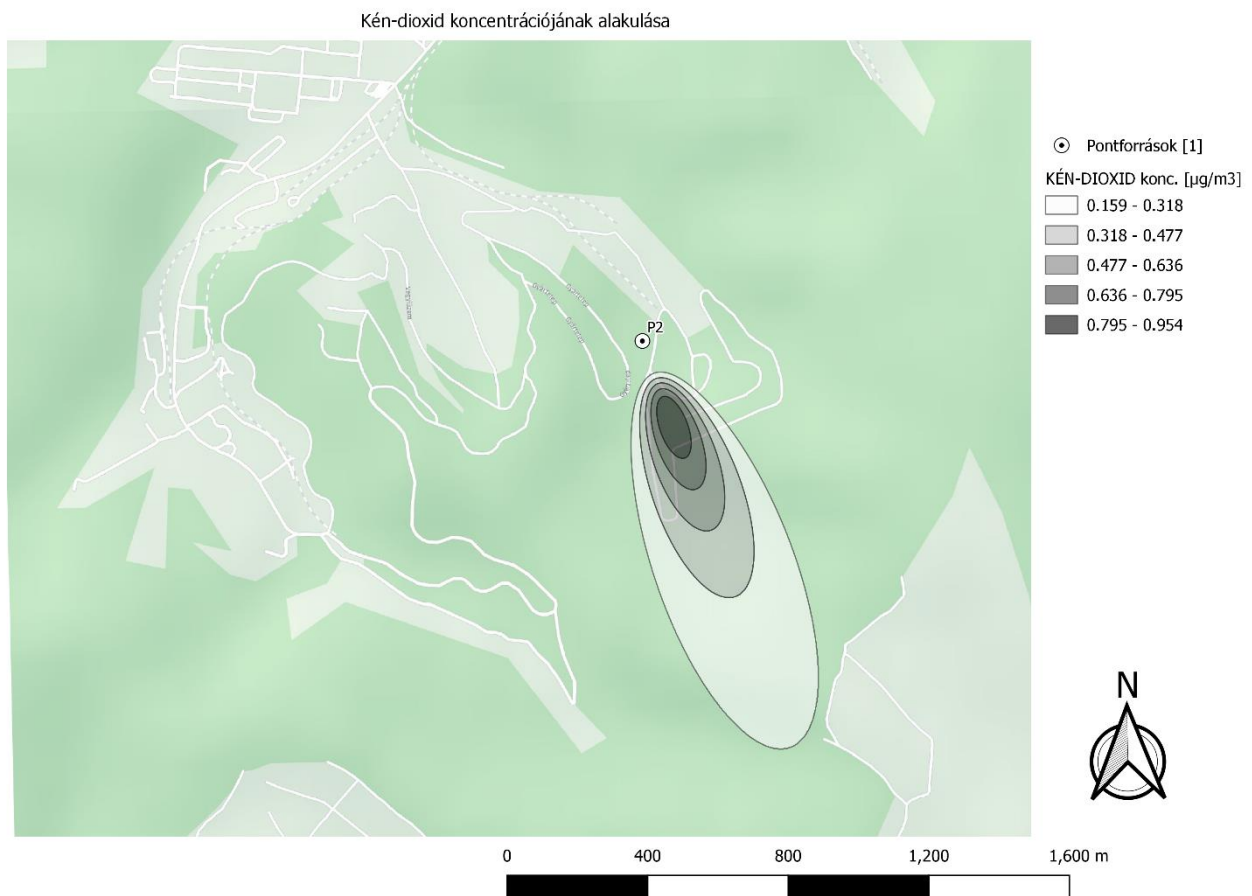 Kén-dioxid koncentrációjának alakulása
Pontforrások [1]
KÉN-DIOXID konc. [µg/m3]
0.159 - 0.318
0.318 - 0.477
0.477 - 0.636
0.636 - 0.795
0.795 - 0.954
P2
N
0
400
800
1,200
1,600 m